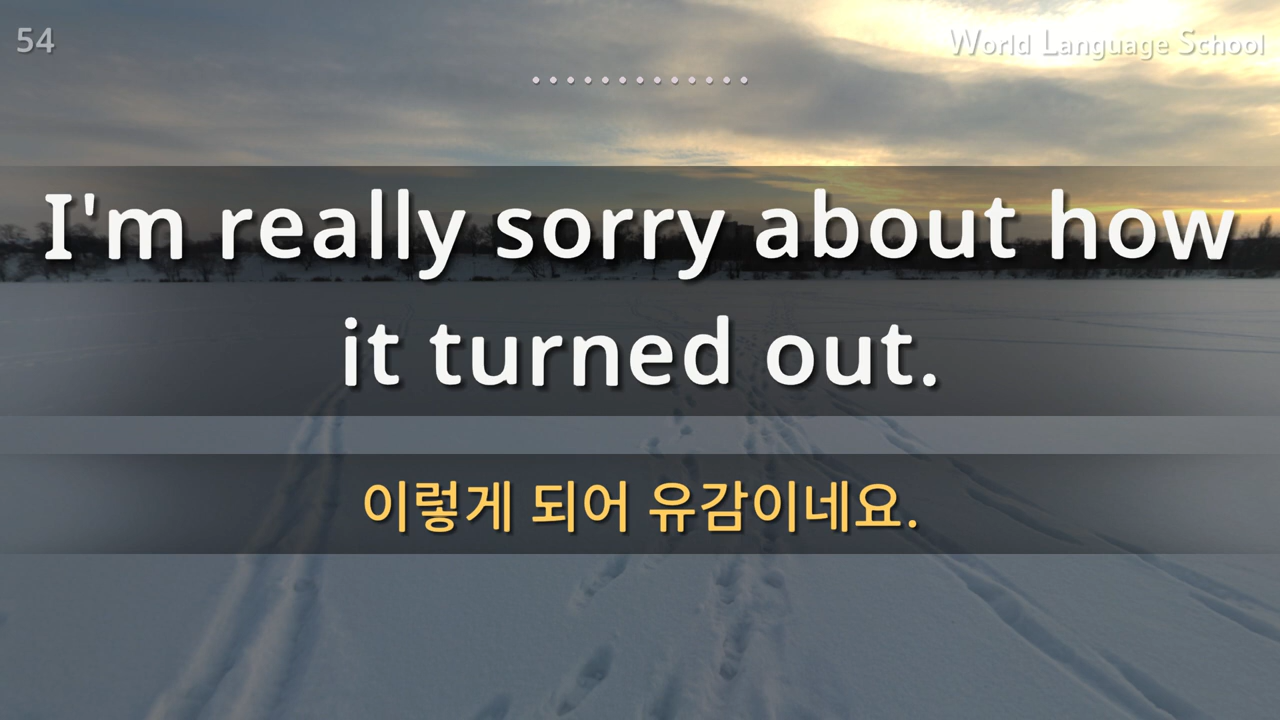 54
World Language School
I'm really sorry about how
it turned out.
이렇게 되어 유감이네요.